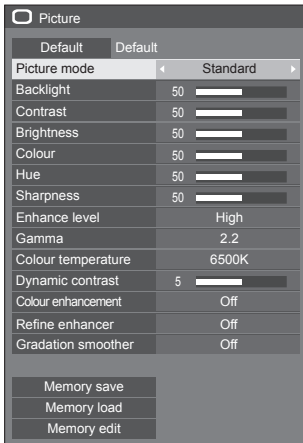 Picture
Default Default
Picture mode Standard
Backlight 50
Contrast 50
Brightness 50
Colour 50
Hue 50
Sharpness 50
Enhance level High
Gamma 2.2
Colour temperature 6500K
Dynamic contrast 5
Colour enhancement Off
Refine enhancer Off
Gradation smoother Off
Memory save
Memory load
Memory edit